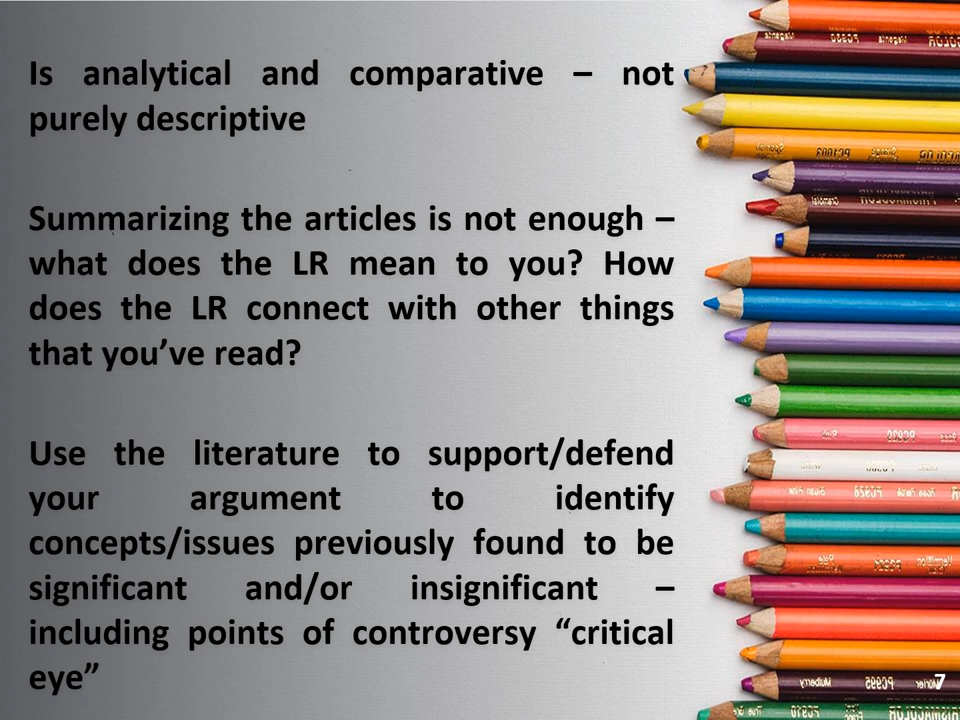 Is analytical and comparative – not
purely descriptive
Summarizing the articles is not enough –
what does the LR mean to you? How
does the LR connect with other things
that you’ve read?
Use the literature to support/defend
your argument to identify
concepts/issues previously found to be
significant and/or insignificant –
including points of controversy “critical
eye”
PC1003
PC995
Mulberry
7